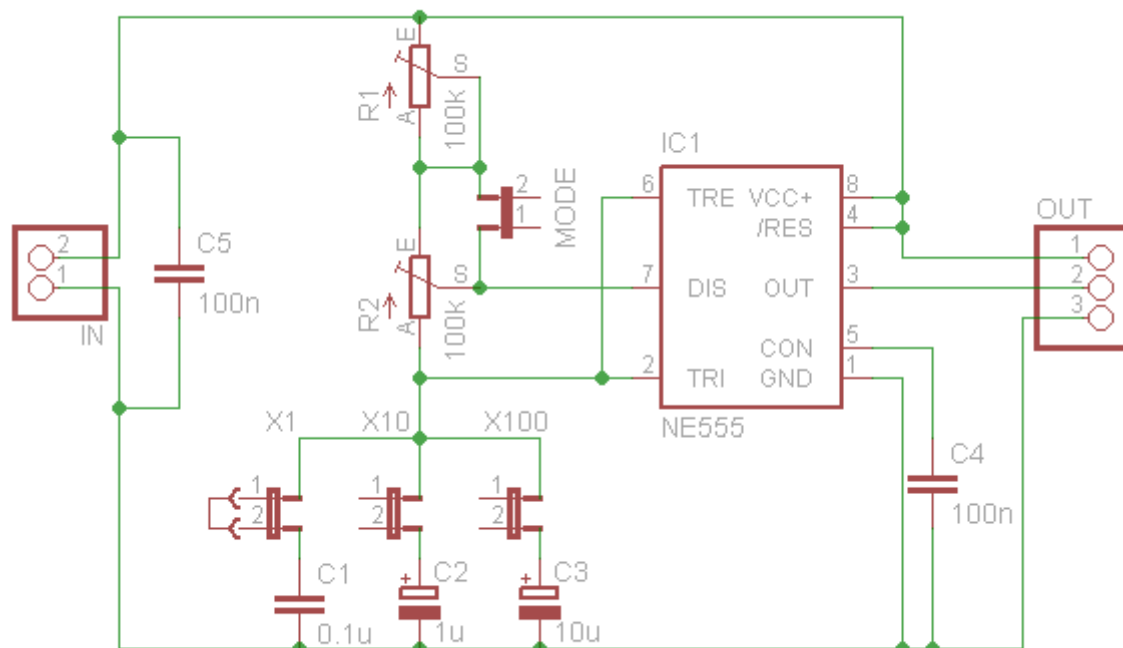 E
S
R1
A
100k
IC1
2
1
MODE
6
TRE
VCC+
8
/RES
4
OUT
2
1
IN
C5
100n
E
S
R2
A
100k
7
DIS
OUT
3
1
2
3
CON
5
2
TRI
GND
1
NE555
X1
X10
X100
C4
100n
1
2
1
2
1
2
C1
0.1u
+
C2
1u
+
C3
10u